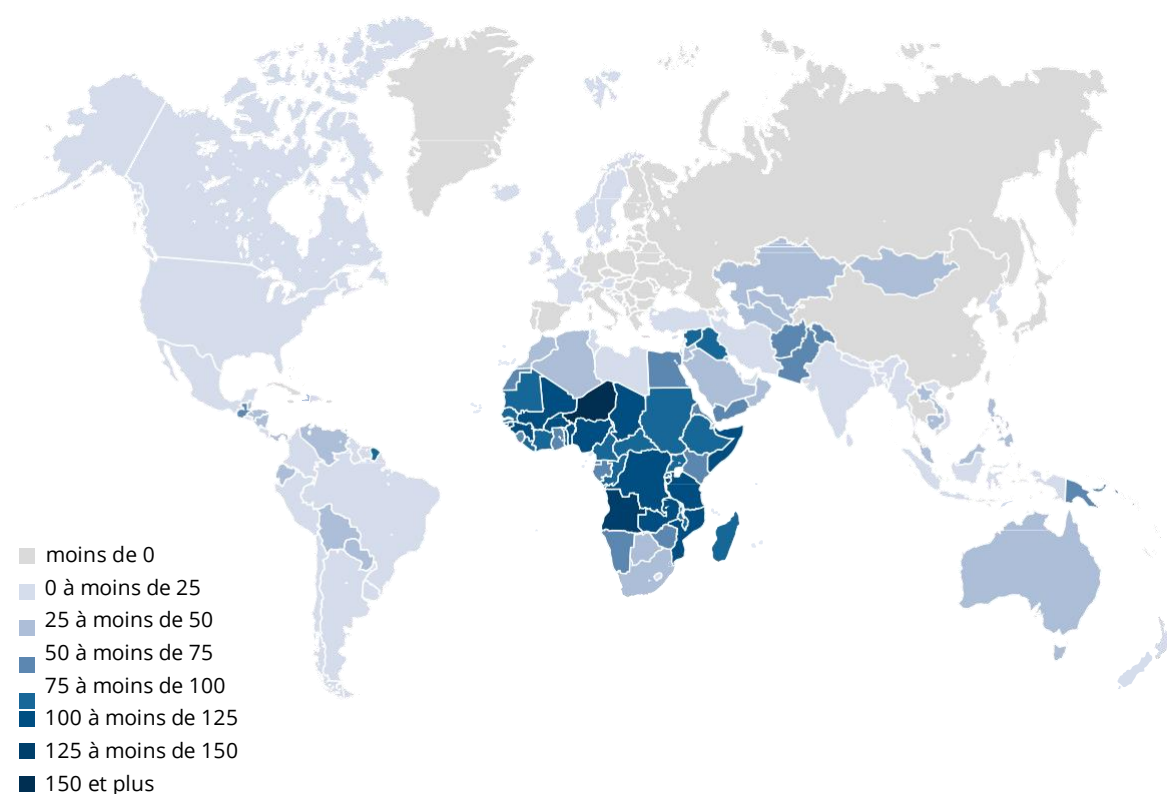 moins de 0
0 à moins de 25
25 à moins de 50
50 à moins de 75
75 à moins de 100
100 à moins de 125
125 à moins de 150
150 et plus